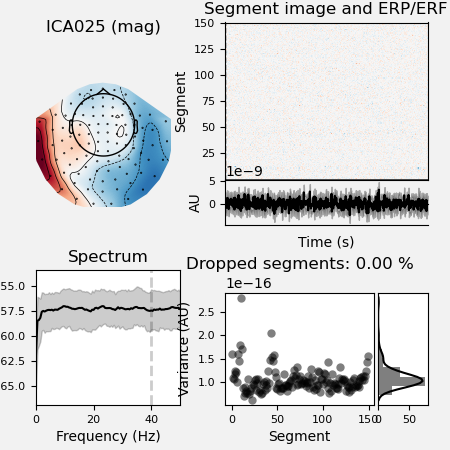 ICA025 (mag)
Segment image and ERP/ERF
Segment
150
125
100
75
50
25
1e−9
AU
5
0
Time (s)
Spectrum
55.0
57.5
60.0
62.5
65.0
0
20
40
Frequency (Hz)
Dropped segments: 0.00 %
1e−16
Variance (AU)
2.5
2.0
1.5
1.0
0
50
100
150
0
50
Segment